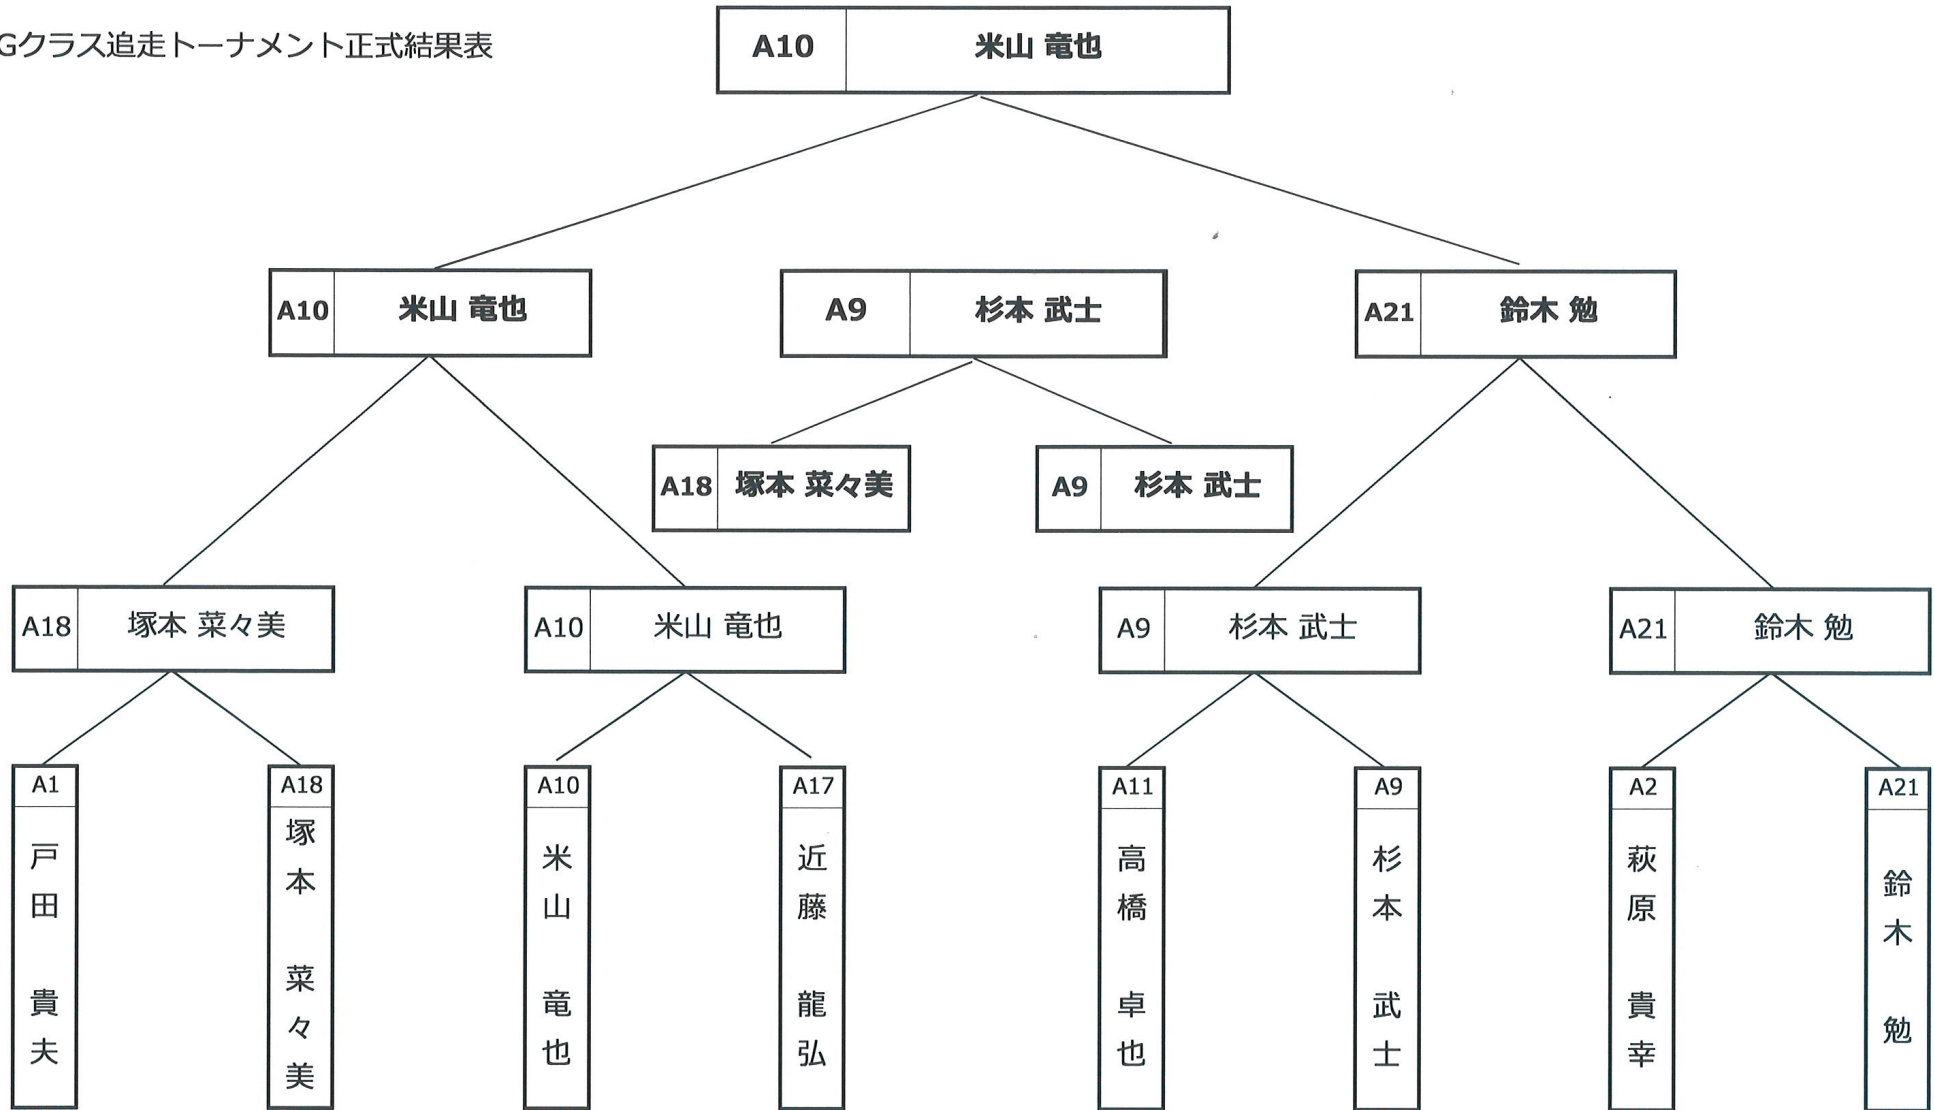 Gクラス追走トーナメント正式結果表
A10 米山 竜也
A10 米山 竜也
A9 杉本 武士
A21 鈴木 勉
A18 塚本 菜々美
A9 杉本 武士
A18 塚本 菜々美
A10 米山 竜也
A9 杉本 武士
A21 鈴木 勉
A1 戸田 貴夫
A18 塚本 菜々美
A10 米山 竜也
A17 近藤 龍弘
A11 高橋 卓也
A9 杉本 武士
A2 萩原 貴幸
A21 鈴木 勉